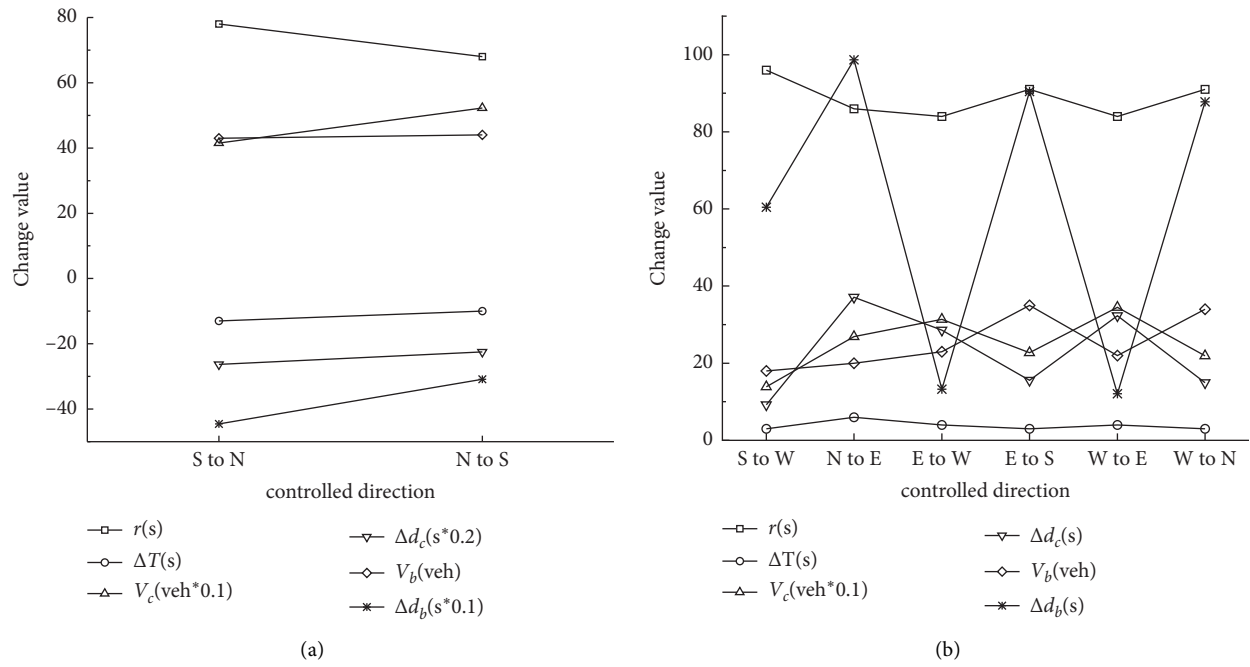 80
60
40
20
0
−20
−40
Change value
S to N
N to S
controlled direction
r(s)
ΔT(s)
V_c(veh*0.1)
Δd_c(s*0.2)
V_b(veh)
Δd_b(s*0.1)
(a)
100
80
60
40
20
0
Change value
S to W
N to E
E to W
E to S
W to E
W to N
controlled direction
r(s)
ΔT(s)
V_c(veh*0.1)
Δd_c(s)
V_b(veh)
Δd_b(s)
(b)